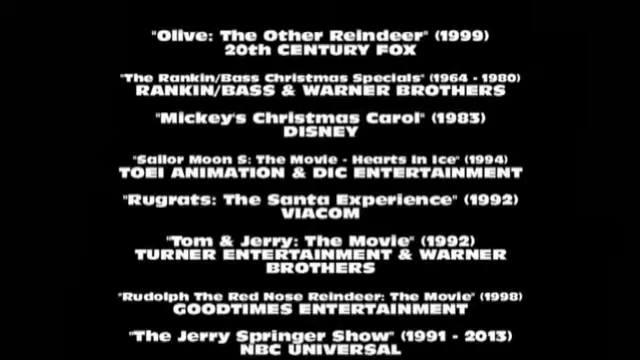 "Olive: The Other Reindeer" (1999)
20th CENTURY FOX
"The Rankin/Bass Christmas Specials" (1964 - 1980)
RANKIN/BASS & WARNER BROTHERS
"Mickey's Christmas Carol" (1983)
DISNEY
"Sailor Moon S: The Movie - Hearts In Ice" (1994)
TOEI ANIMATION & DIC ENTERTAINMENT
"Rugrats: The Santa Experience" (1992)
VIACOM
"Tom & Jerry: The Movie" (1992)
TURNER ENTERTAINMENT & WARNER
BROTHERS
"Rudolph The Red Nose Reindeer: The Movie" (1998)
GOODTIMES ENTERTAINMENT
"The Jerry Springer Show" (1991 - 2013)
NBC UNIVERSAL